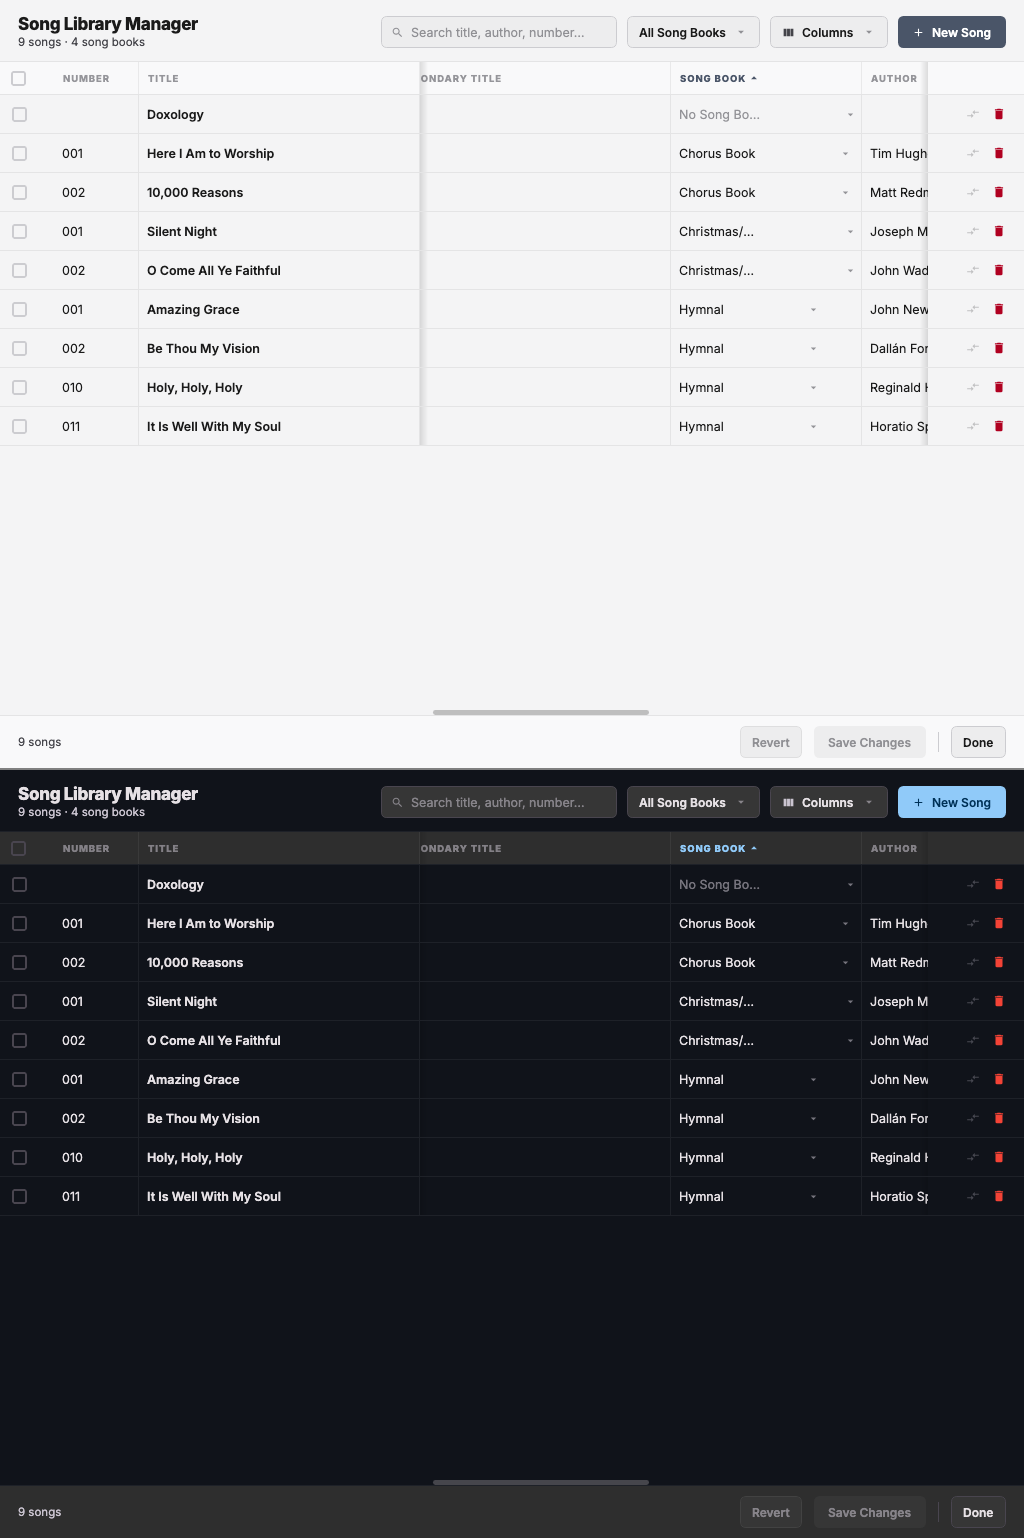 Song Library Manager
9 songs · 4 song books
Search title, author, number...
All Song Books
Columns
+ New Song
NUMBER TITLE ONDARY TITLE SONG BOOK AUTHOR
Doxology No Song Bo...
001 Here I Am to Worship Chorus Book Tim Hugh
002 10,000 Reasons Chorus Book Matt Redm
001 Silent Night Christmas/... Joseph M
002 O Come All Ye Faithful Christmas/... John Wad
001 Amazing Grace Hymnal John New
002 Be Thou My Vision Hymnal Dallán For
010 Holy, Holy, Holy Hymnal Reginald H
011 It Is Well With My Soul Hymnal Horatio Sp
9 songs Revert Save Changes Done
Song Library Manager
9 songs · 4 song books
Search title, author, number...
All Song Books
Columns
+ New Song
NUMBER TITLE ONDARY TITLE SONG BOOK AUTHOR
Doxology No Song Bo...
001 Here I Am to Worship Chorus Book Tim Hugh
002 10,000 Reasons Chorus Book Matt Redm
001 Silent Night Christmas/... Joseph M
002 O Come All Ye Faithful Christmas/... John Wad
001 Amazing Grace Hymnal John New
002 Be Thou My Vision Hymnal Dallán For
010 Holy, Holy, Holy Hymnal Reginald H
011 It Is Well With My Soul Hymnal Horatio Sp
9 songs Revert Save Changes Done